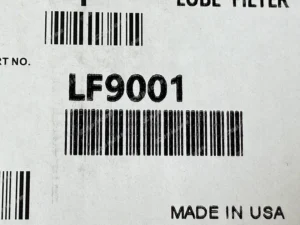 LUBE FILTER
RT NO.
LF9001
MADE IN USA